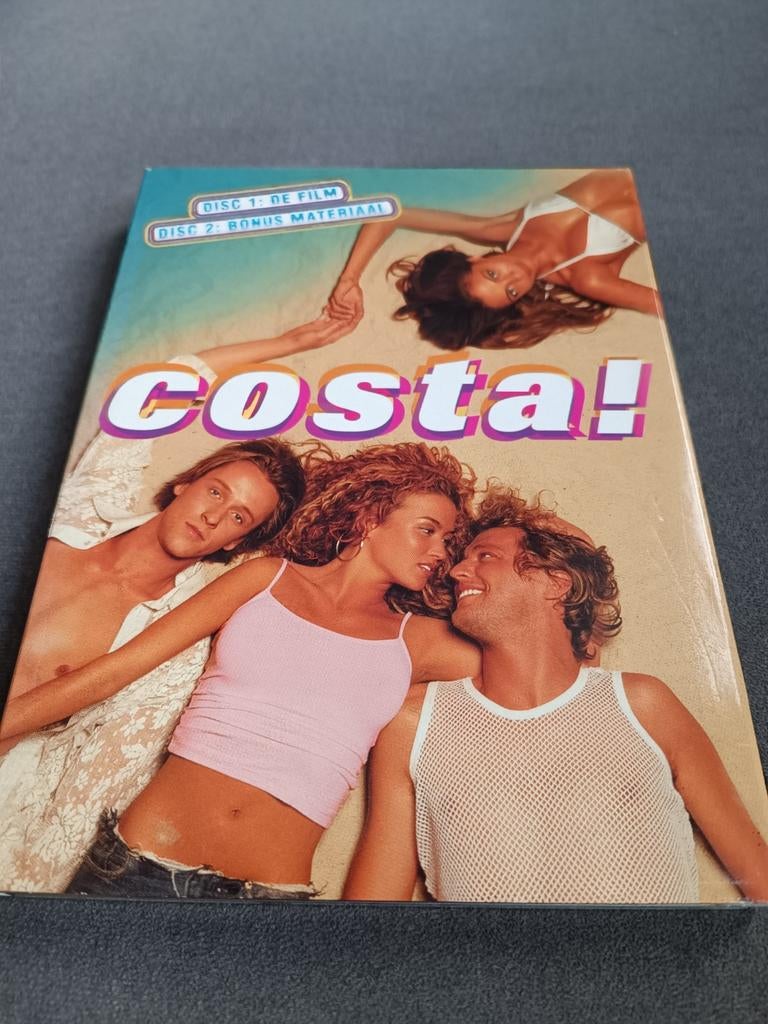 DISC 1: DE FILM
DISC 2: BONUS MATERIAAL
costa!